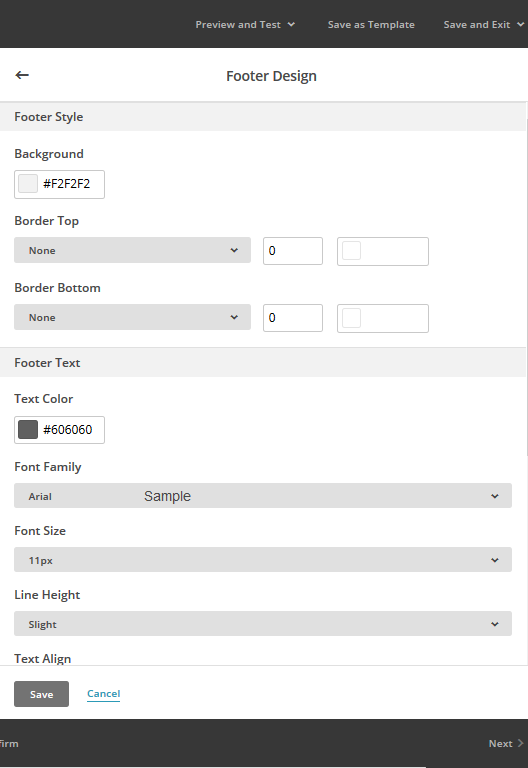 Preview and Test Save as Template Save and Exit
Footer Design
Footer Style
Background
#F2F2F2
Border Top
None 0
Border Bottom
None 0
Footer Text
Text Color
#606060
Font Family
Arial Sample
Font Size
11px
Line Height
Slight
Text Align
Save Cancel
firm Next